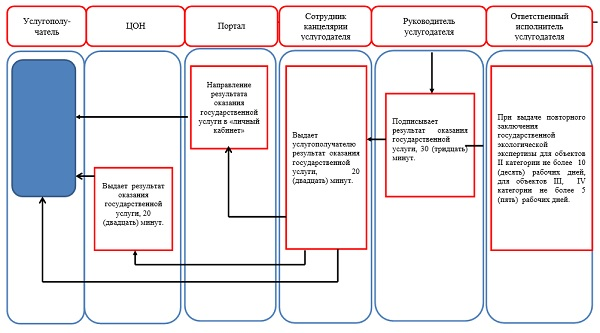 Услугополу-
чатель
ЦОН
Портал
Сотрудник
канцелярии
услугодателя
Руководитель
услугодателя
Ответственный
исполнитель
услугодателя
Направление
результата
оказания
государственной
услуги в «личный
кабинет»
Выдает результат
оказания
государственной
услуги, 20
(двадцать) минут.
Выдает
услугополучателю
результат оказания
государственной
услуги, 20
(двадцать) минут.
Подписывает
результат оказания
государственной
услуги, 30 (тридцать)
минут.
При выдаче повторного
заключения
государственной
экологической
экспертизы для объектов
II категории не более 10
(десять) рабочих дней,
для объектов III, IV
категории не более 5
(пять) рабочих дней.